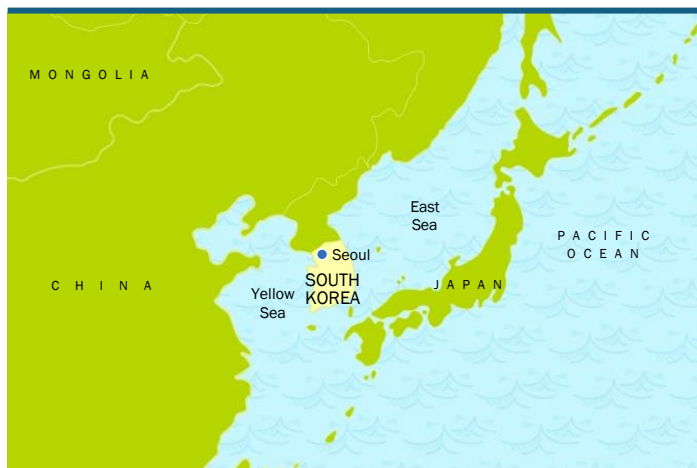 MONGOLIA
East
Sea
PACIFIC
OCEAN
Seoul
CHINA
SOUTH
KOREA
JAPAN
Yellow
Sea